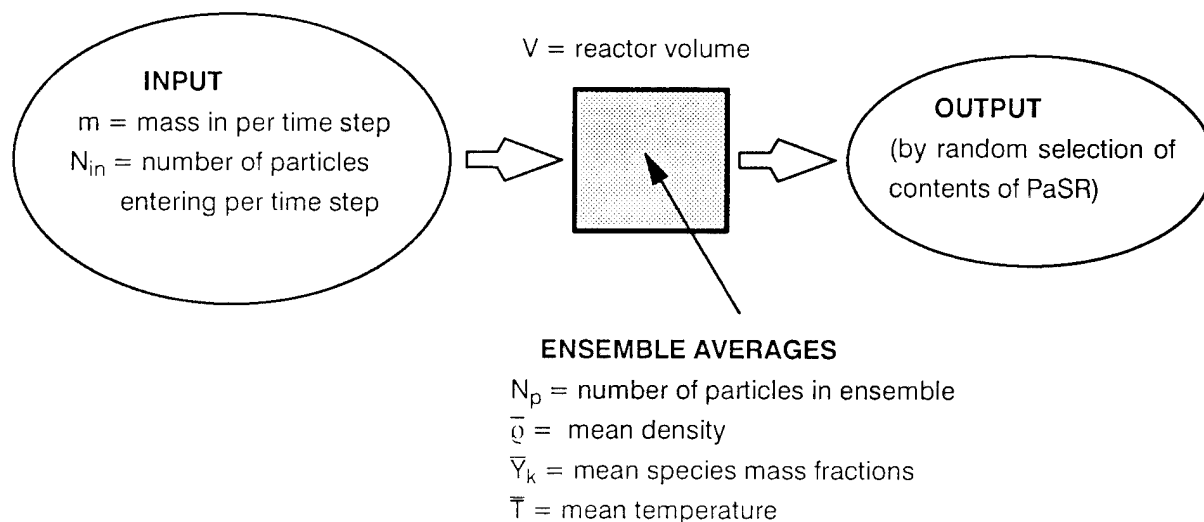 V = reactor volume
INPUT
m = mass in per time step
N_in = number of particles
entering per time step
OUTPUT
(by random selection of
contents of PaSR)
ENSEMBLE AVERAGES
N_p = number of particles in ensemble
ϱ̅ = mean density
Y̅_k = mean species mass fractions
T̅ = mean temperature